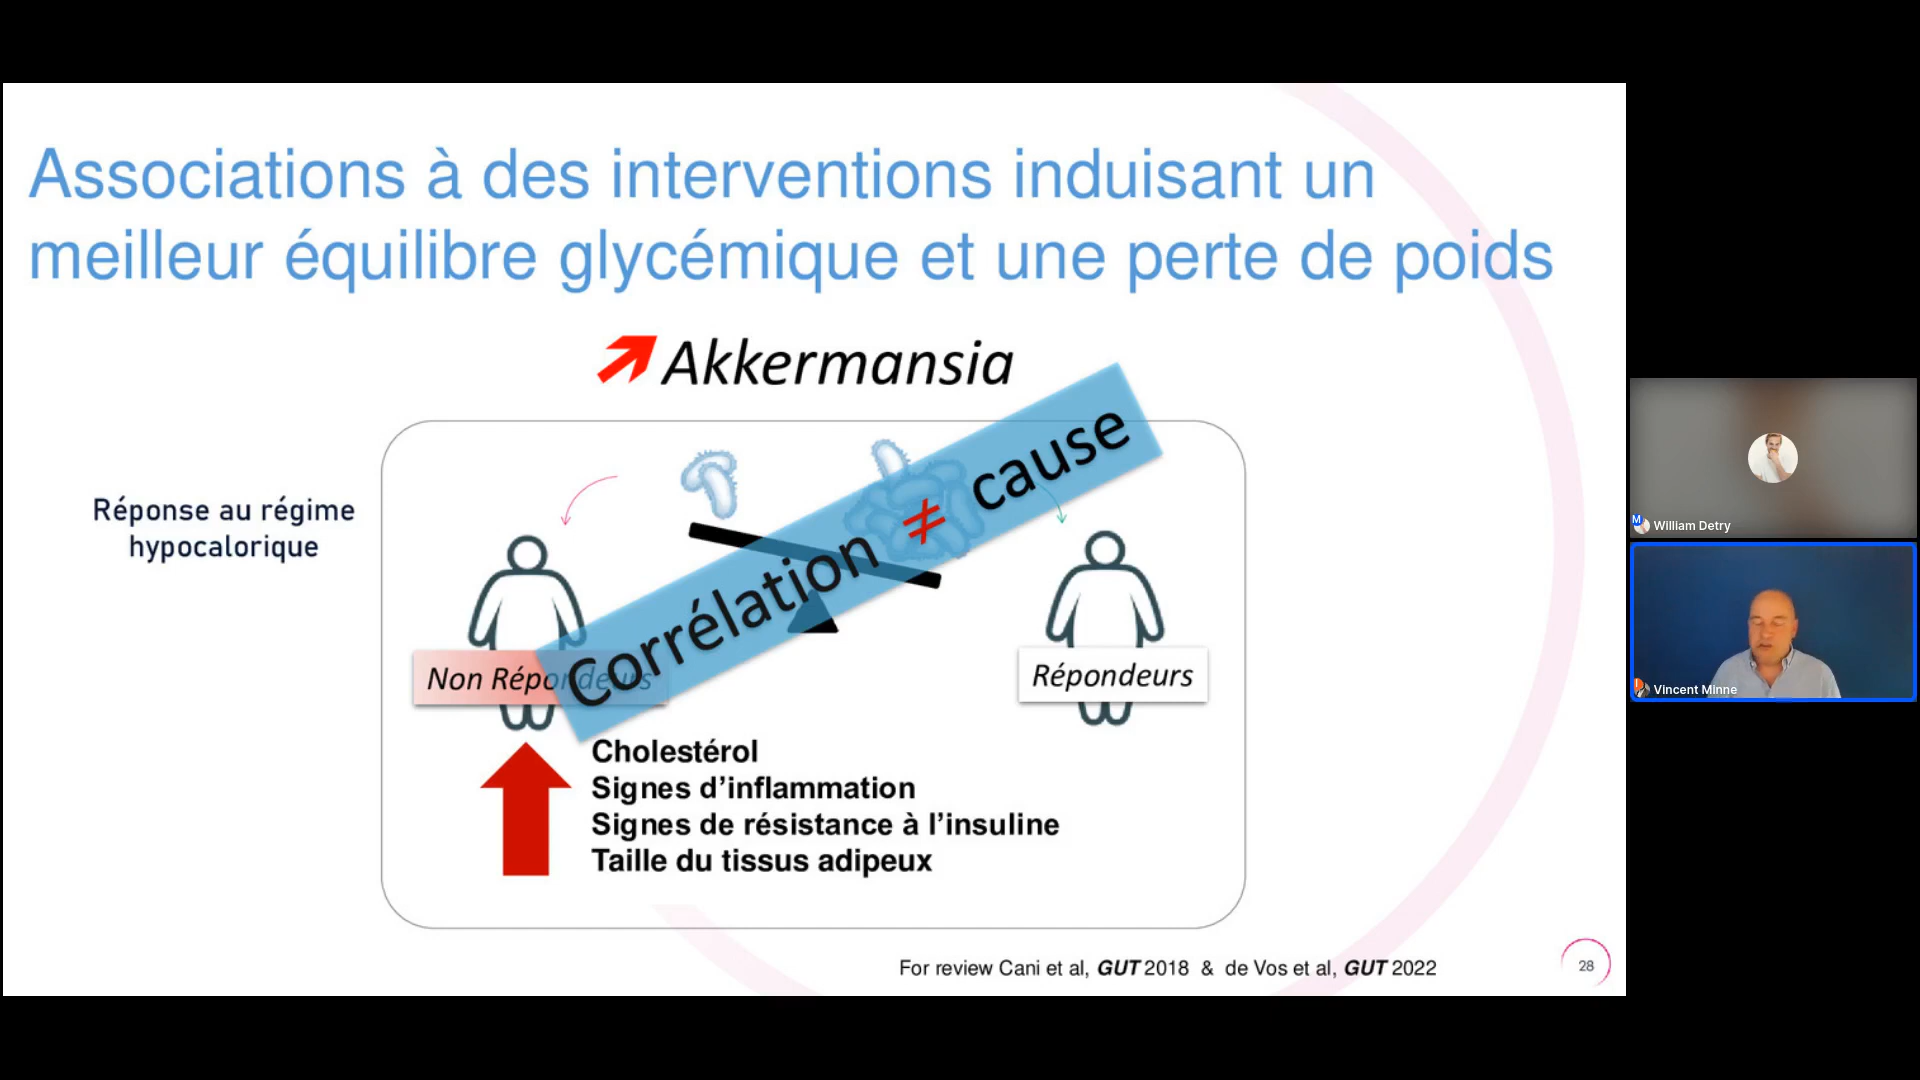 Associations à des interventions induisant un
meilleur équilibre glycémique et une perte de poids
Akkermansia
Corrélation ≠ cause
Réponse au régime
hypocalorique
Non Répondeurs
Répondeurs
Cholestérol
Signes d’inflammation
Signes de résistance à l’insuline
Taille du tissus adipeux
For review Cani et al, GUT 2018 & de Vos et al, GUT 2022
28
M
William Detry
Vincent Minne